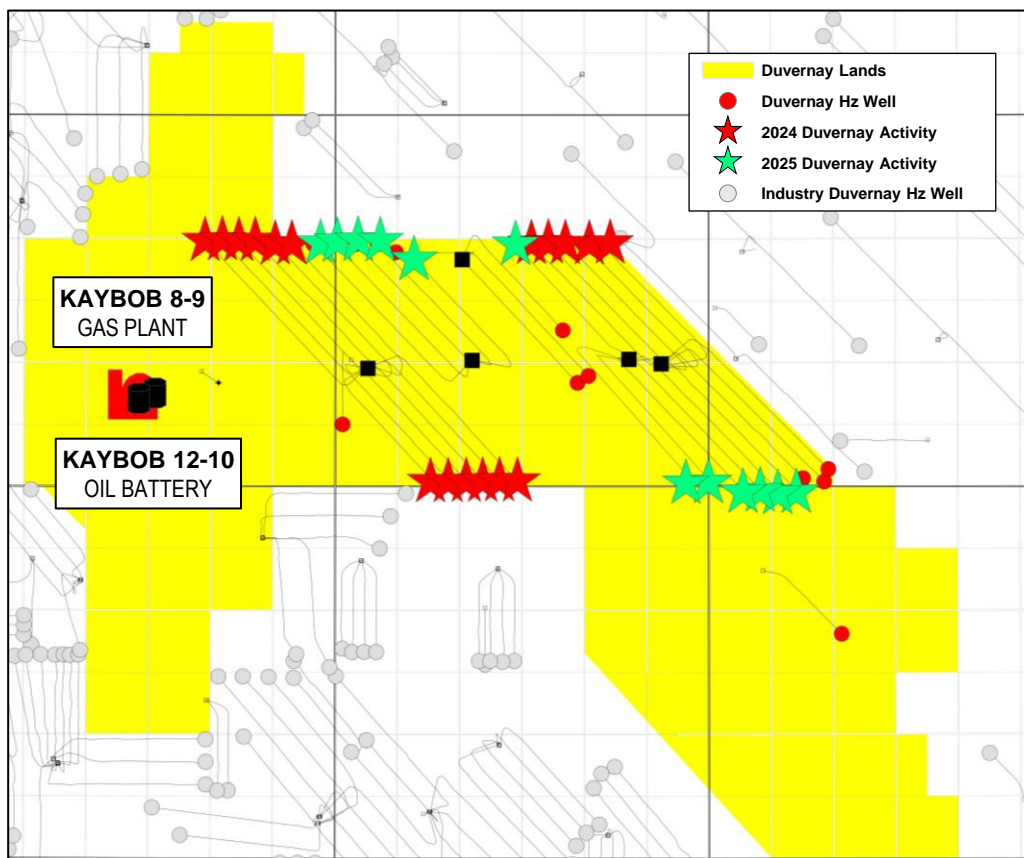 Duvernay Lands
Duvernay Hz Well
2024 Duvernay Activity
2025 Duvernay Activity
Industry Duvernay Hz Well
KAYBOB 8-9
GAS PLANT
KAYBOB 12-10
OIL BATTERY